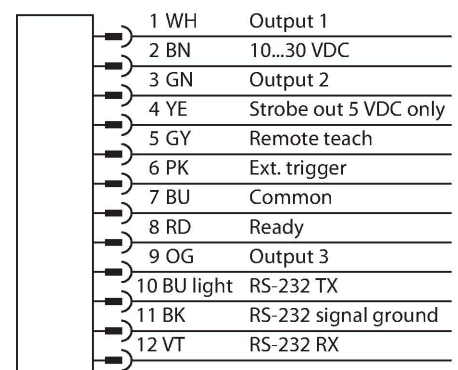 1 WH Output 1
2 BN 10...30 VDC
3 GN Output 2
4 YE Strobe out 5 VDC only
5 GY Remote teach
6 PK Ext. trigger
7 BU Common
8 RD Ready
9 OG Output 3
10 BU light RS-232 TX
11 BK RS-232 signal ground
12 VT RS-232 RX